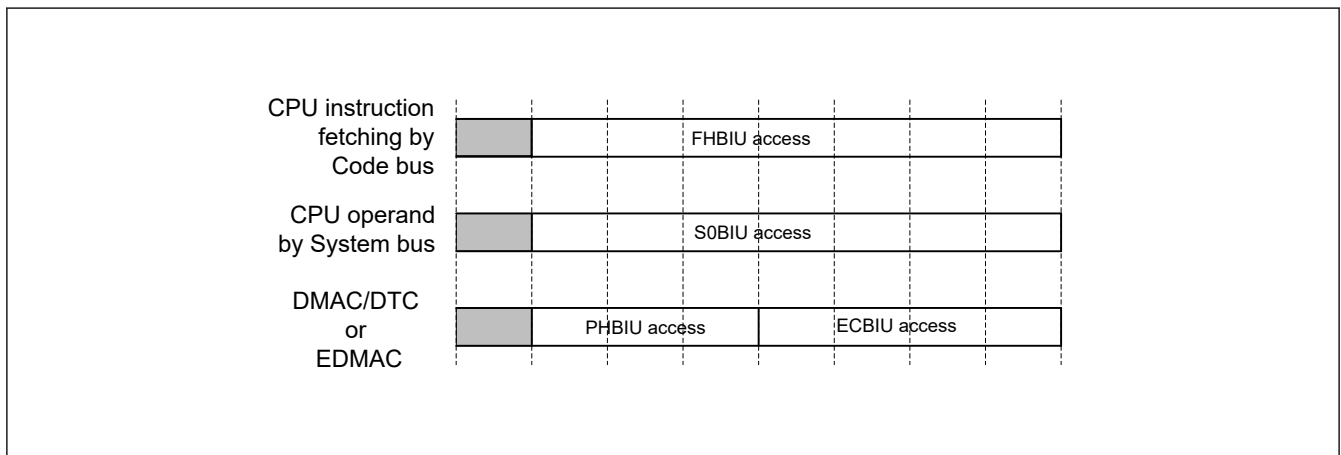 CPU instruction
fetching by
Code bus
FHBIU access
CPU operand
by System bus
S0BIU access
DMAC/DTC
or
EDMAC
PHBIU access
ECBIU access